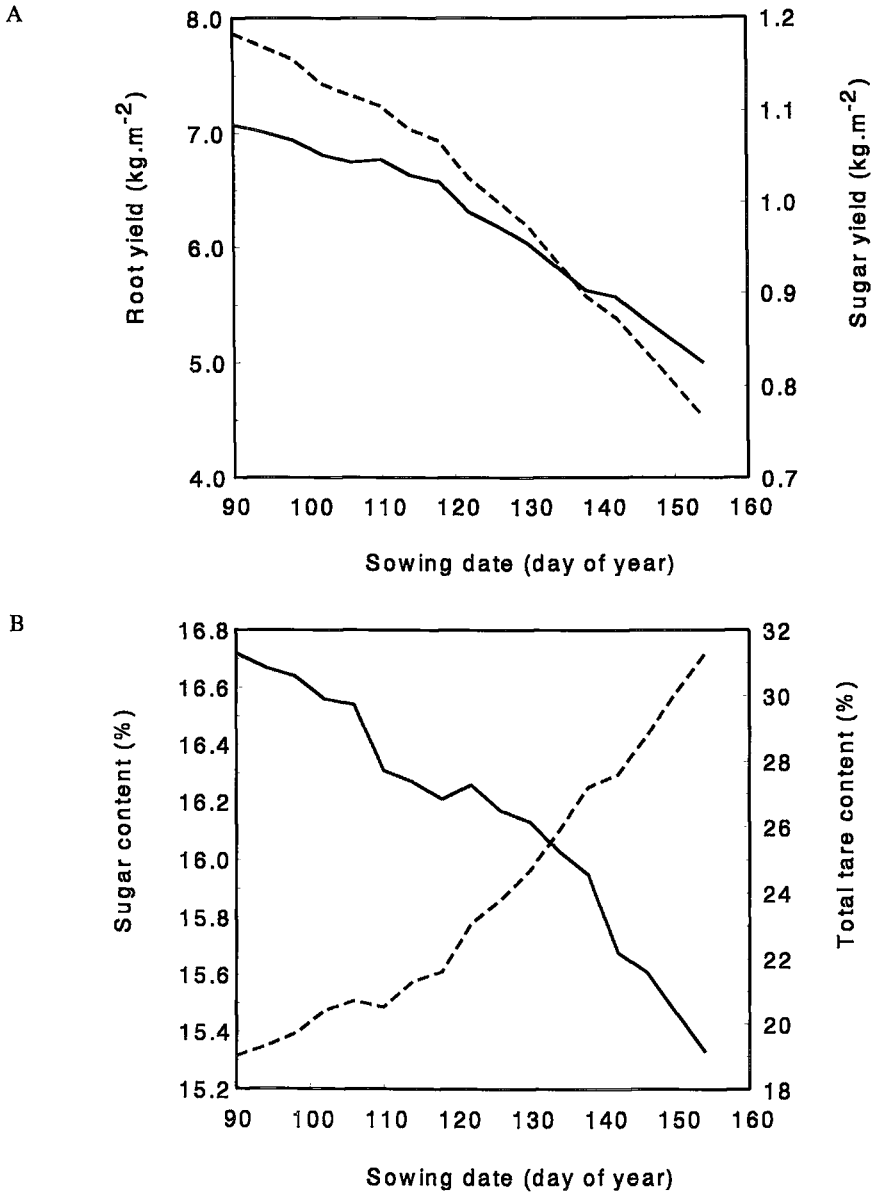 A
8.0
7.0
6.0
5.0
4.0
Root yield (kg.m-2)
1.2
1.1
1.0
0.9
0.8
0.7
Sugar yield (kg.m-2)
90 100 110 120 130 140 150 160
Sowing date (day of year)
B
16.8
16.6
16.4
16.2
16.0
15.8
15.6
15.4
15.2
Sugar content (%)
32
30
28
26
24
22
20
18
Total tare content (%)
90 100 110 120 130 140 150 160
Sowing date (day of year)